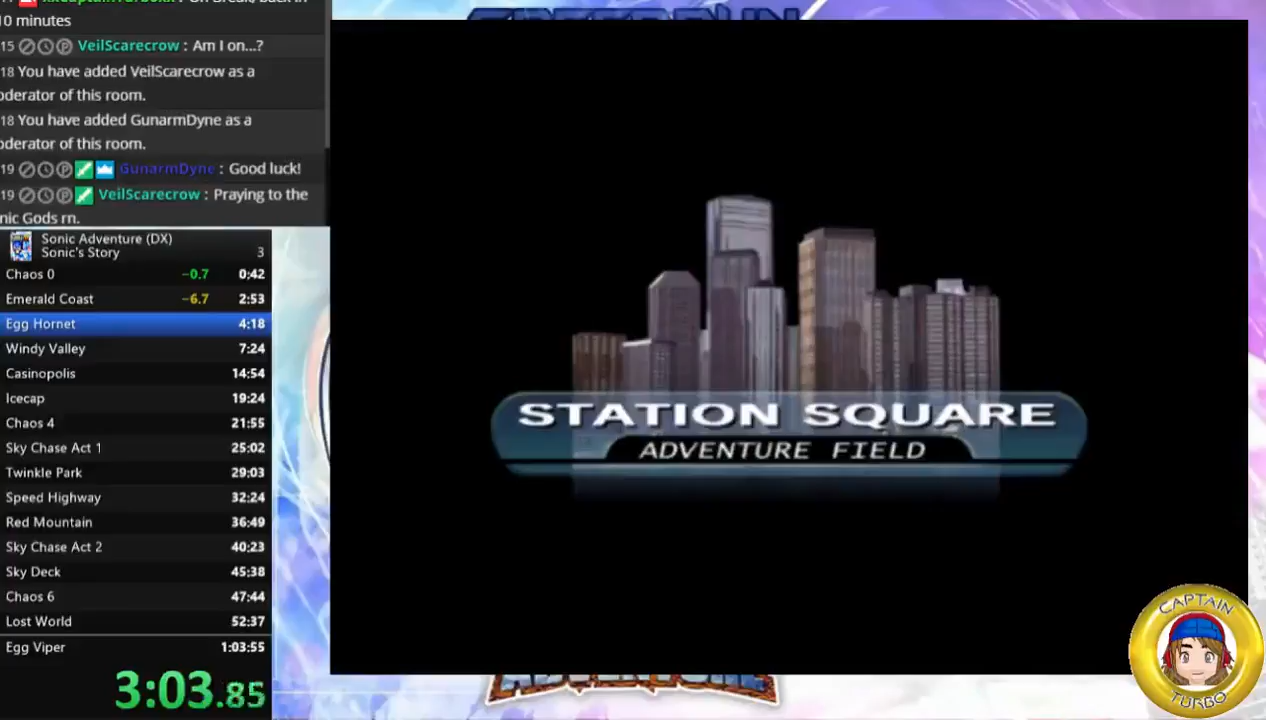 10 minutes
15 VeilScarecrow : Am I on...?
18 You have added VeilScarecrow as a
oderator of this room.
18 You have added GunarmDyne as a
oderator of this room.
19 GunarmDyne : Good luck!
19 VeilScarecrow : Praying to the
nic Gods rn.
Sonic Adventure (DX)
Sonic's Story 3
Chaos 0 −0.7 0:42
Emerald Coast −6.7 2:53
Egg Hornet 4:18
Windy Valley 7:24
Casinopolis 14:54
Icecap 19:24
Chaos 4 21:55
Sky Chase Act 1 25:02
Twinkle Park 29:03
Speed Highway 32:24
Red Mountain 36:49
Sky Chase Act 2 40:23
Sky Deck 45:38
Chaos 6 47:44
Lost World 52:37
Egg Viper 1:03:55
3:03.85
STATION SQUARE
ADVENTURE FIELD
CAPTAIN
TURBO